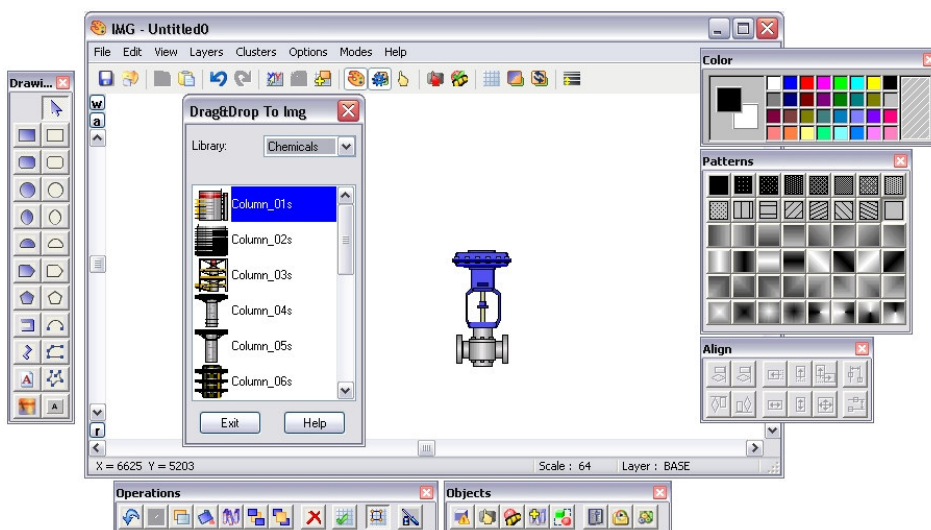 IMG - Untitled0
File Edit View Layers Clusters Options Modes Help
Drawi...
w
a
A
A
r
Drag&Drop To Img
Library: Chemicals
Column_01s
Column_02s
Column_03s
Column_04s
Column_05s
Column_06s
Exit Help
X = 6625 Y = 5203 Scale : 64 Layer : BASE
Color
Patterns
Align
Operations
Objects